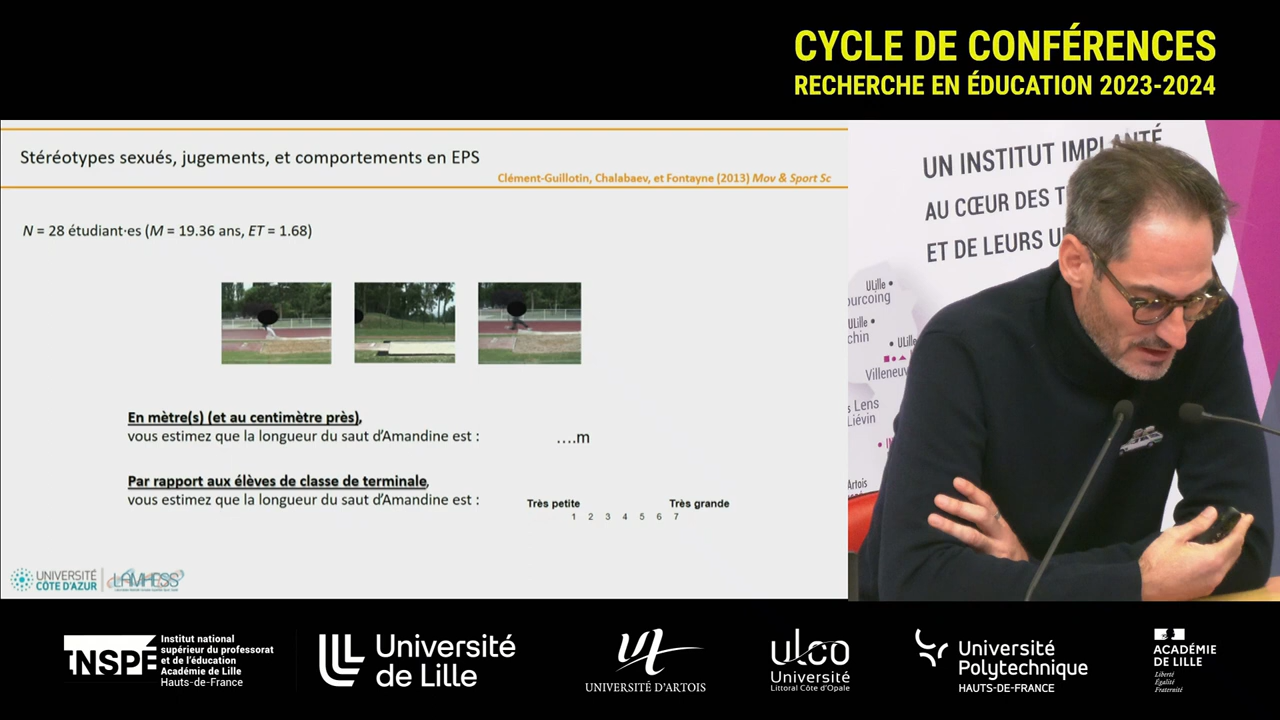 CYCLE DE CONFÉRENCES
RECHERCHE EN ÉDUCATION 2023-2024
Stéréotypes sexués, jugements, et comportements en EPS
Clément-Guillotin, Chalabaev, et Fontayne (2013) Mov & Sport Sc
N = 28 étudiant·es (M = 19.36 ans, ET = 1.68)
En mètre(s) (et au centimètre près),
vous estimez que la longueur du saut d'Amandine est :
….m
Par rapport aux élèves de classe de terminale,
vous estimez que la longueur du saut d'Amandine est :
Très petite Très grande
1 2 3 4 5 6 7
UNIVERSITÉ
CÔTE D'AZUR
LAMHESS
UN INSTITUT IMPLANTÉ
AU CŒUR DES T
ET DE LEURS U
ULille
ourcoing
ULille
chin
ULille
Villeneuv
s Lens
Liévin
Artois
INSPÉ
Institut national
supérieur du professorat
et de l'éducation
Académie de Lille
Hauts-de-France
Université
de Lille
UNIVERSITÉ D'ARTOIS
ulco
Université
Littoral Côte d'Opale
Université
Polytechnique
HAUTS-DE-FRANCE
ACADÉMIE
DE LILLE
Liberté
Égalité
Fraternité